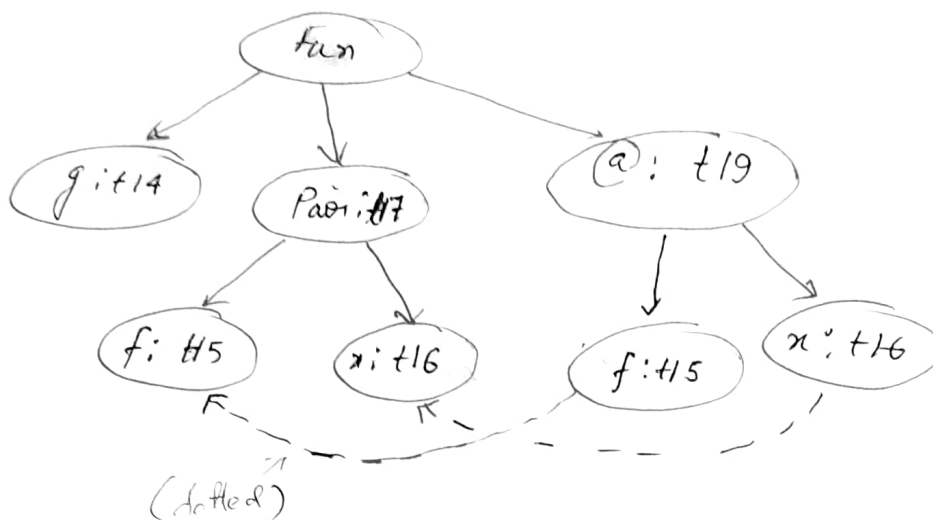 Fun
g: t14
Pair: t17
@: t19
f: t15
x: t16
f: t15
x: t16
(dotted)